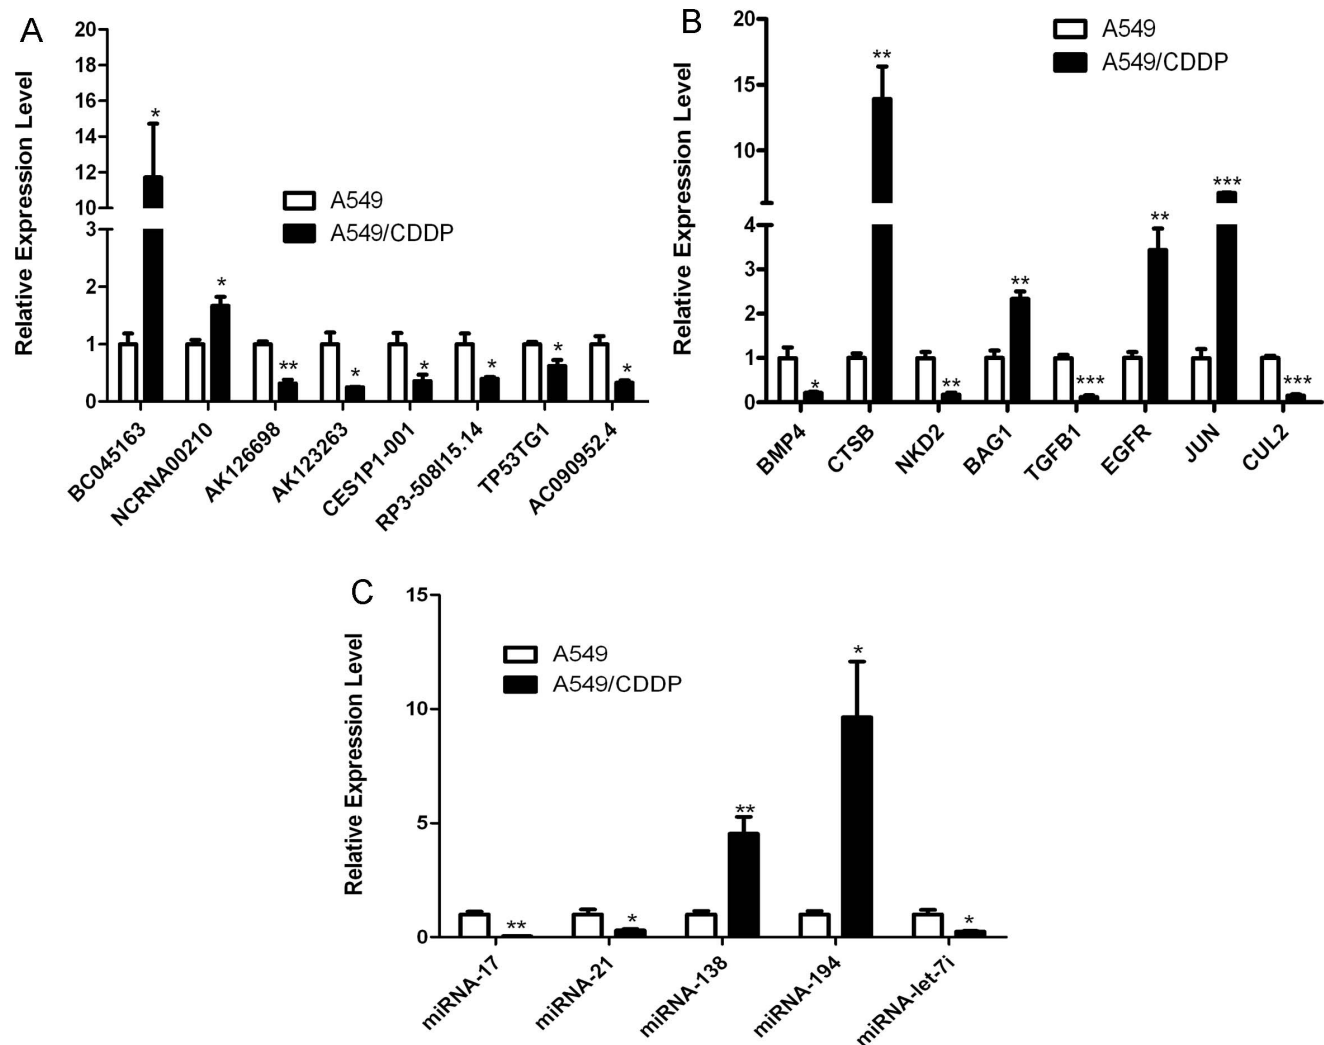 A
Relative Expression Level
20
18
16
14
12
10
3
2
1
0
*
*
**
*
*
*
*
*
A549
A549/CDDP
BC045163
NCRNA00210
AK126698
AK123263
CES1P1-001
RP3-508I15.14
TP53TG1
AC090952.4
B
Relative Expression Level
20
15
10
4
3
2
1
0
A549
A549/CDDP
*
**
**
**
***
**
***
***
BMP4
CTSB
NKD2
BAG1
TGFB1
EGFR
JUN
CUL2
C
Relative Expression Level
15
10
5
0
A549
A549/CDDP
**
*
**
*
*
miRNA-17
miRNA-21
miRNA-138
miRNA-194
miRNA-let-7i